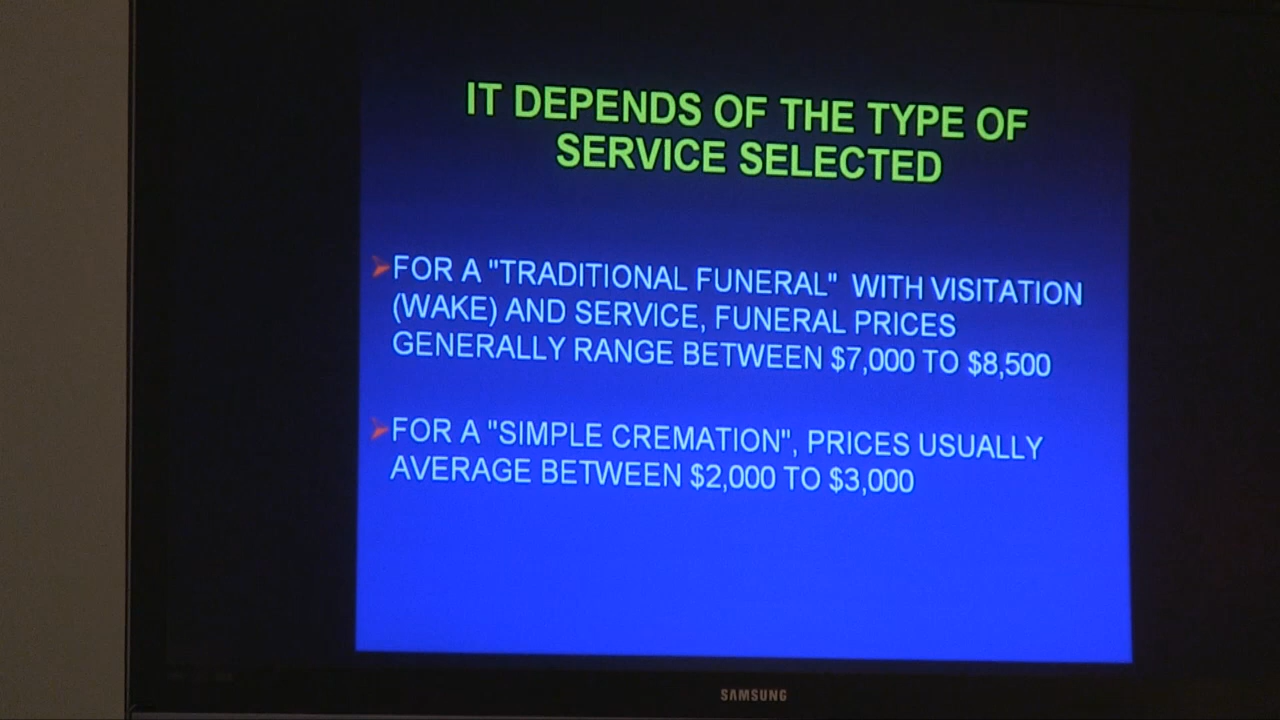 IT DEPENDS OF THE TYPE OF
SERVICE SELECTED
FOR A "TRADITIONAL FUNERAL" WITH VISITATION
(WAKE) AND SERVICE, FUNERAL PRICES
GENERALLY RANGE BETWEEN $7,000 TO $8,500
FOR A "SIMPLE CREMATION", PRICES USUALLY
AVERAGE BETWEEN $2,000 TO $3,000
SAMSUNG